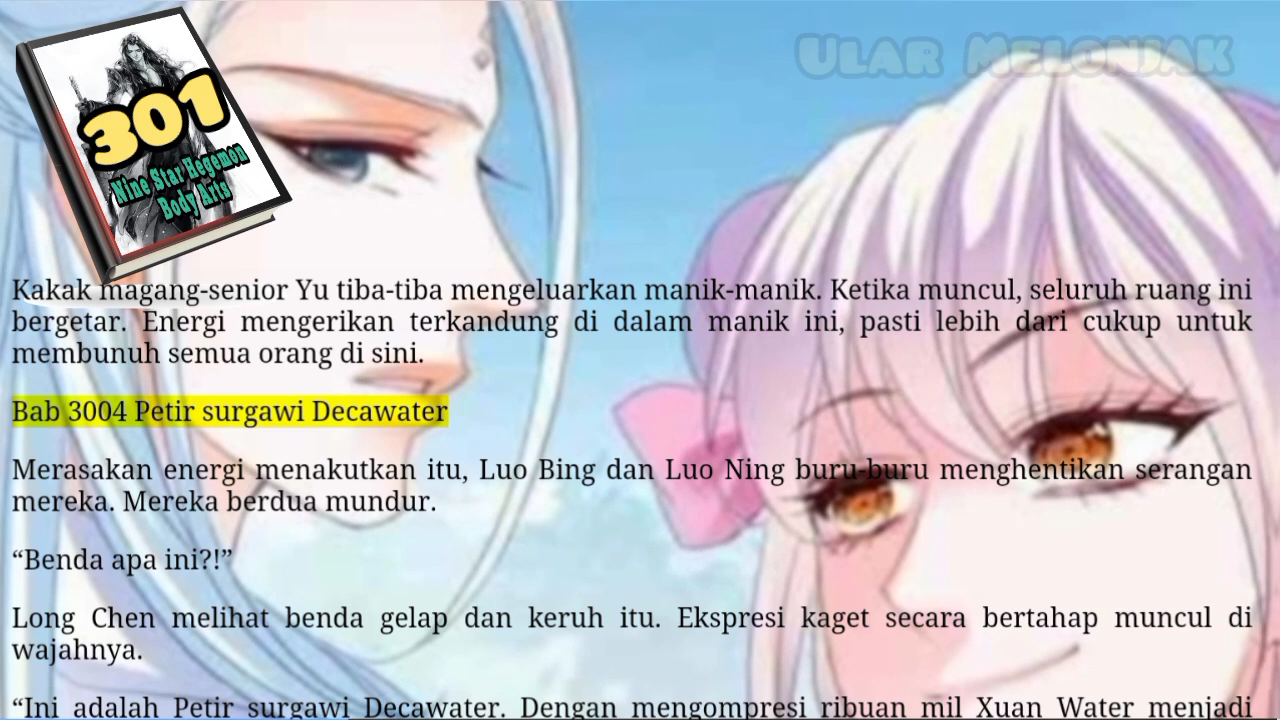 Ular Melonjak
301
Nine Star Hegemon
Body Arts
Kakak magang-senior Yu tiba-tiba mengeluarkan manik-manik. Ketika muncul, seluruh ruang ini
bergetar. Energi mengerikan terkandung di dalam manik ini, pasti lebih dari cukup untuk
membunuh semua orang di sini.
Bab 3004 Petir surgawi Decawater
Merasakan energi menakutkan itu, Luo Bing dan Luo Ning buru-buru menghentikan serangan
mereka. Mereka berdua mundur.
“Benda apa ini?!”
Long Chen melihat benda gelap dan keruh itu. Ekspresi kaget secara bertahap muncul di
wajahnya.
“Ini adalah Petir surgawi Decawater. Dengan mengompresi ribuan mil Xuan Water menjadi